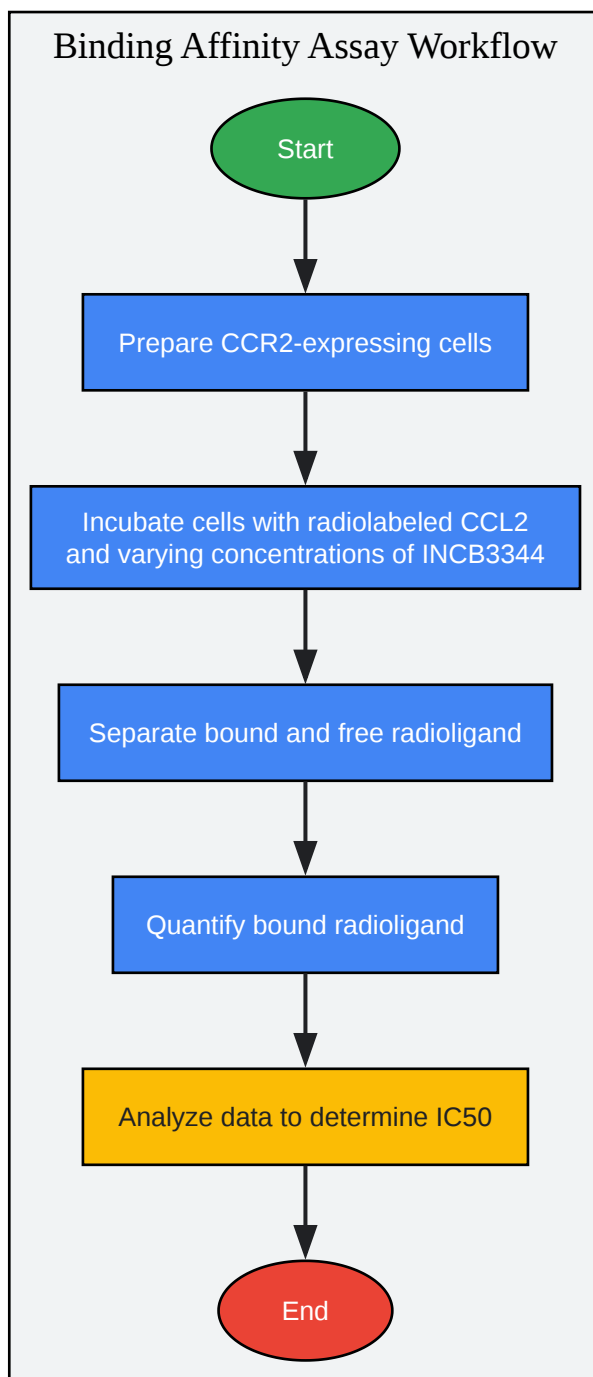 Binding Affinity Assay Workflow
Start
Prepare CCR2-expressing cells
Incubate cells with radiolabeled CCL2
and varying concentrations of INCB3344
Separate bound and free radioligand
Quantify bound radioligand
Analyze data to determine IC50
End